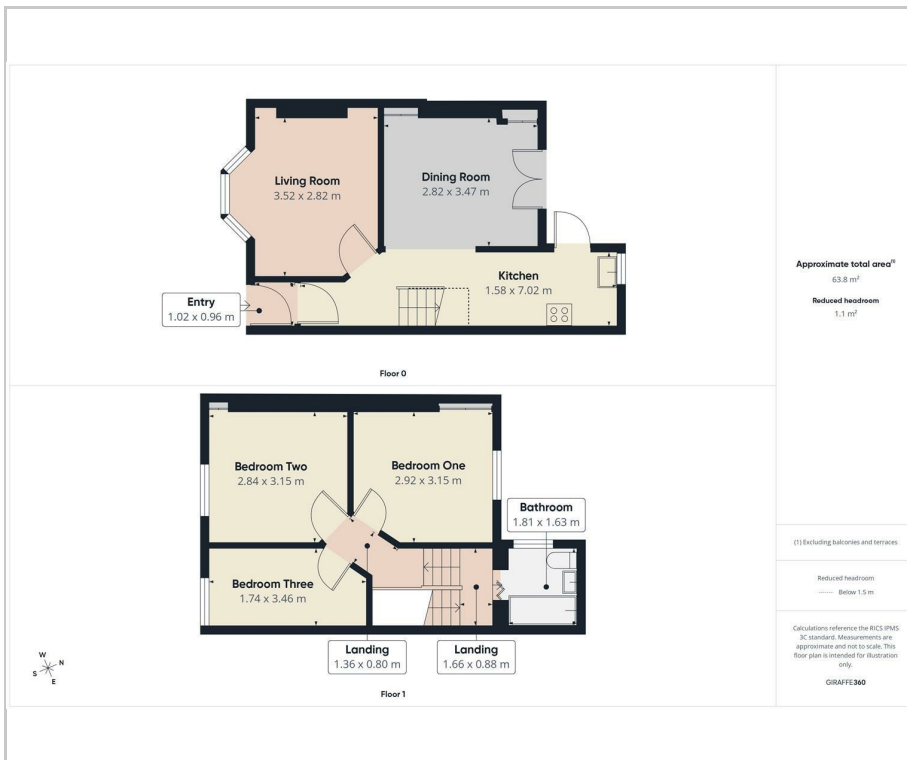 Living Room
3.52 x 2.82 m
Dining Room
2.82 x 3.47 m
Kitchen
1.58 x 7.02 m
Entry
1.02 x 0.96 m
Floor 0
Bedroom Two
2.84 x 3.15 m
Bedroom One
2.92 x 3.15 m
Bathroom
1.81 x 1.63 m
Bedroom Three
1.74 x 3.46 m
Landing
1.36 x 0.80 m
Landing
1.66 x 0.88 m
Floor 1
W
N
S
E
Approximate total area(1)
63.8 m²
Reduced headroom
1.1 m²
(1) Excluding balconies and terraces
Reduced headroom
Below 1.5 m
Calculations reference the RICS IPMS
3C standard. Measurements are
approximate and not to scale. This
floor plan is intended for illustration
only.
GIRAFFE360